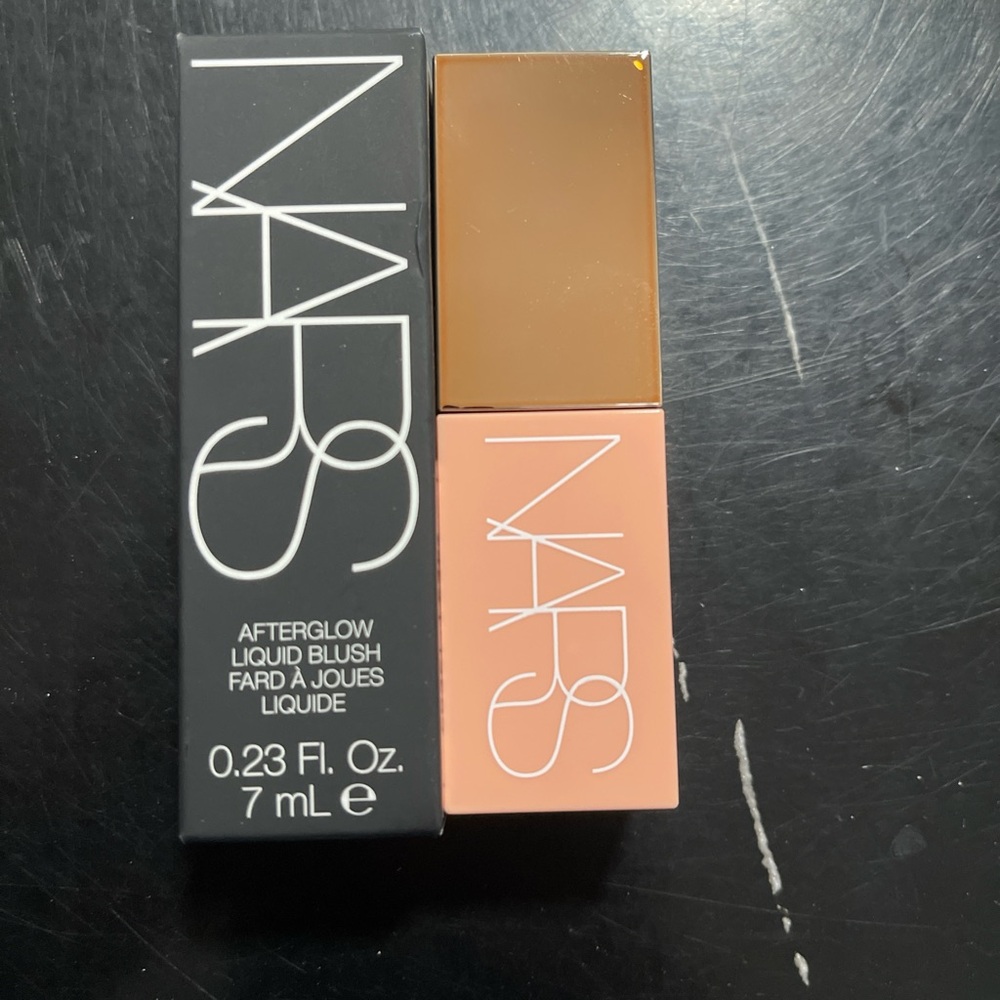 NARS
AFTERGLOW
LIQUID BLUSH
FARD À JOUES
LIQUIDE
0.23 Fl. Oz.
7 mL ℮
NARS